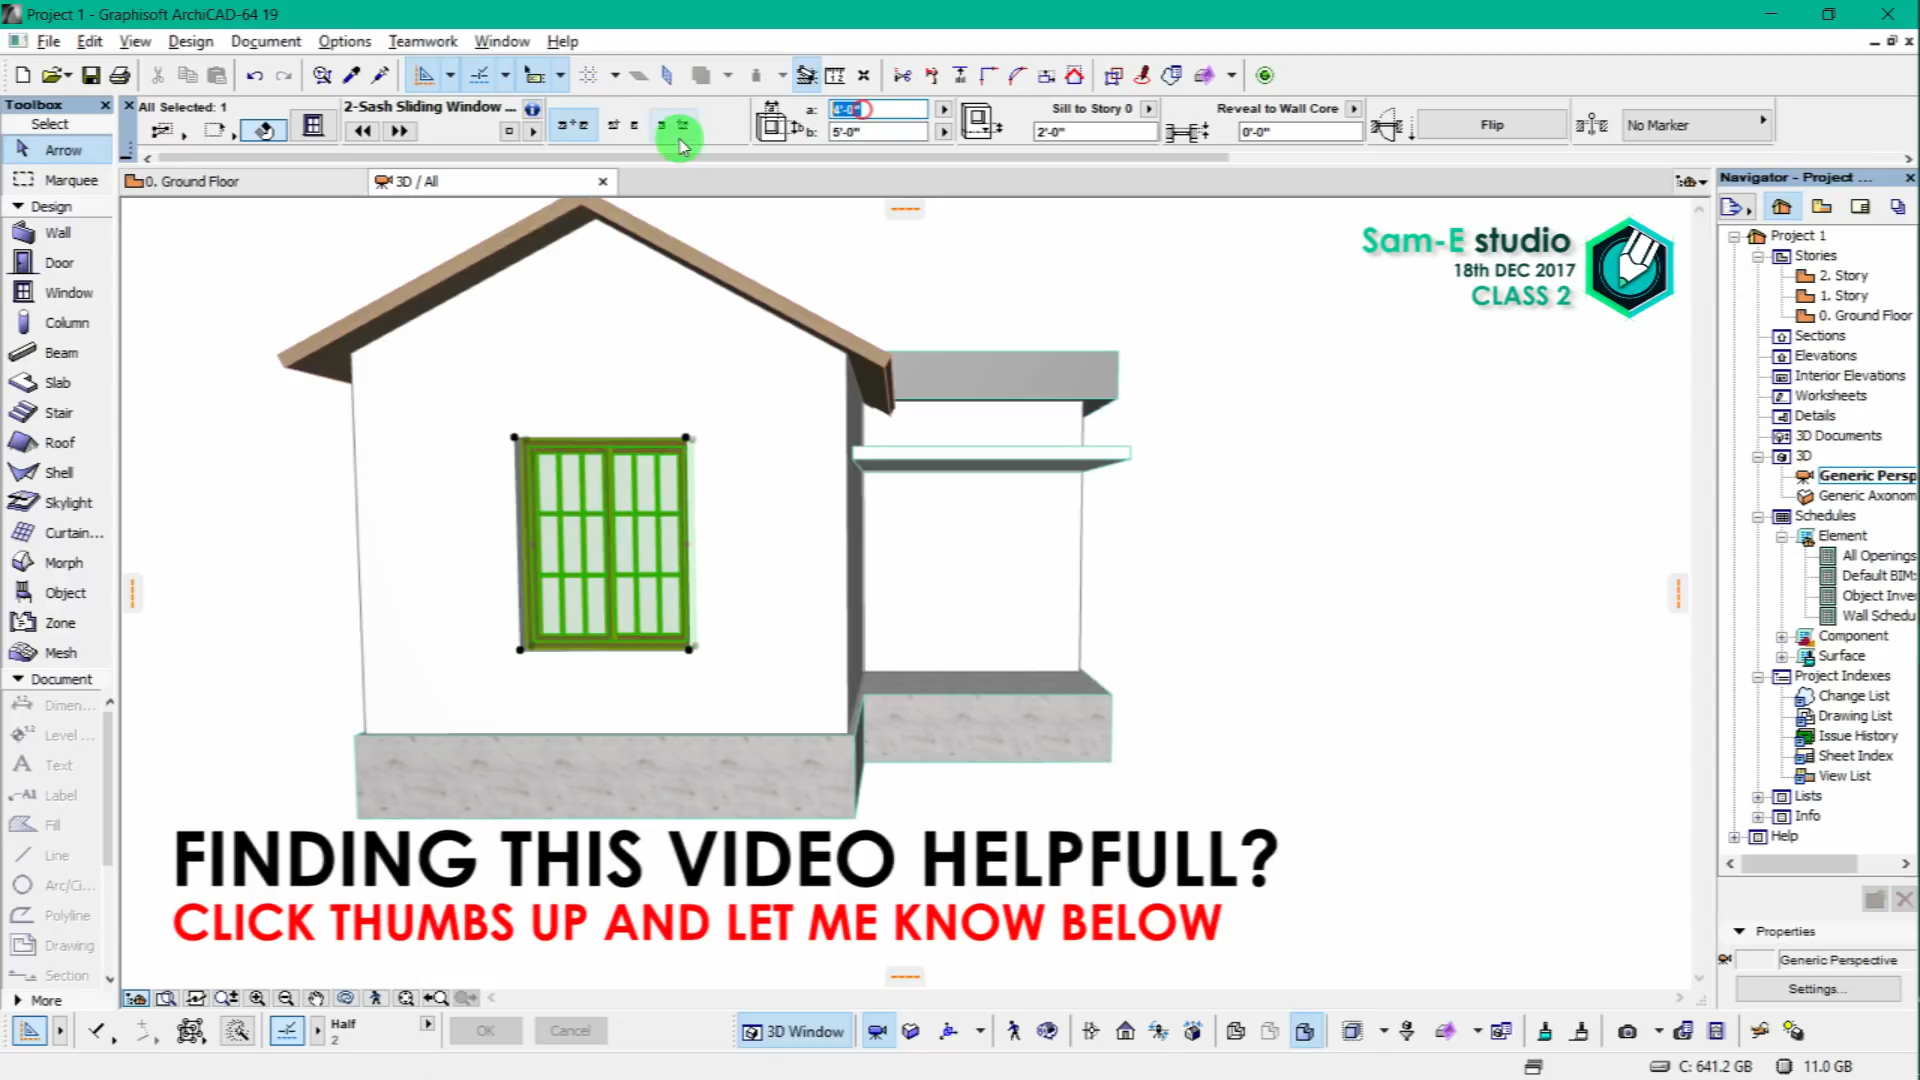 Project 1 - Graphisoft ArchiCAD-64 19
File Edit View Design Document Options Teamwork Window Help
Toolbox
Select
Arrow
Marquee
Design
Wall
Door
Window
Column
Beam
Slab
Stair
Roof
Shell
Skylight
Curtain...
Morph
Object
Zone
Mesh
Document
Dimen...
Level ...
Text
Label
Fill
Line
Arc/Ci...
Polyline
Drawing
Section
More
All Selected: 1
2-Sash Sliding Window ...
a: 4'-0"
b: 5'-0"
Sill to Story 0
2'-0"
Reveal to Wall Core
0'-0"
Flip
No Marker
0. Ground Floor
3D / All
Sam-E studio
18th DEC 2017
CLASS 2
FINDING THIS VIDEO HELPFULL?
CLICK THUMBS UP AND LET ME KNOW BELOW
Navigator - Project ...
Project 1
Stories
2. Story
1. Story
0. Ground Floor
Sections
Elevations
Interior Elevations
Worksheets
Details
3D Documents
3D
Generic Persp
Generic Axonom
Schedules
Element
All Openings
Default BIM
Object Inve
Wall Schedu
Component
Surface
Project Indexes
Change List
Drawing List
Issue History
Sheet Index
View List
Lists
Info
Help
Properties
Generic Perspective
Settings...
Half
2
OK
Cancel
3D Window
C: 641.2 GB
11.0 GB